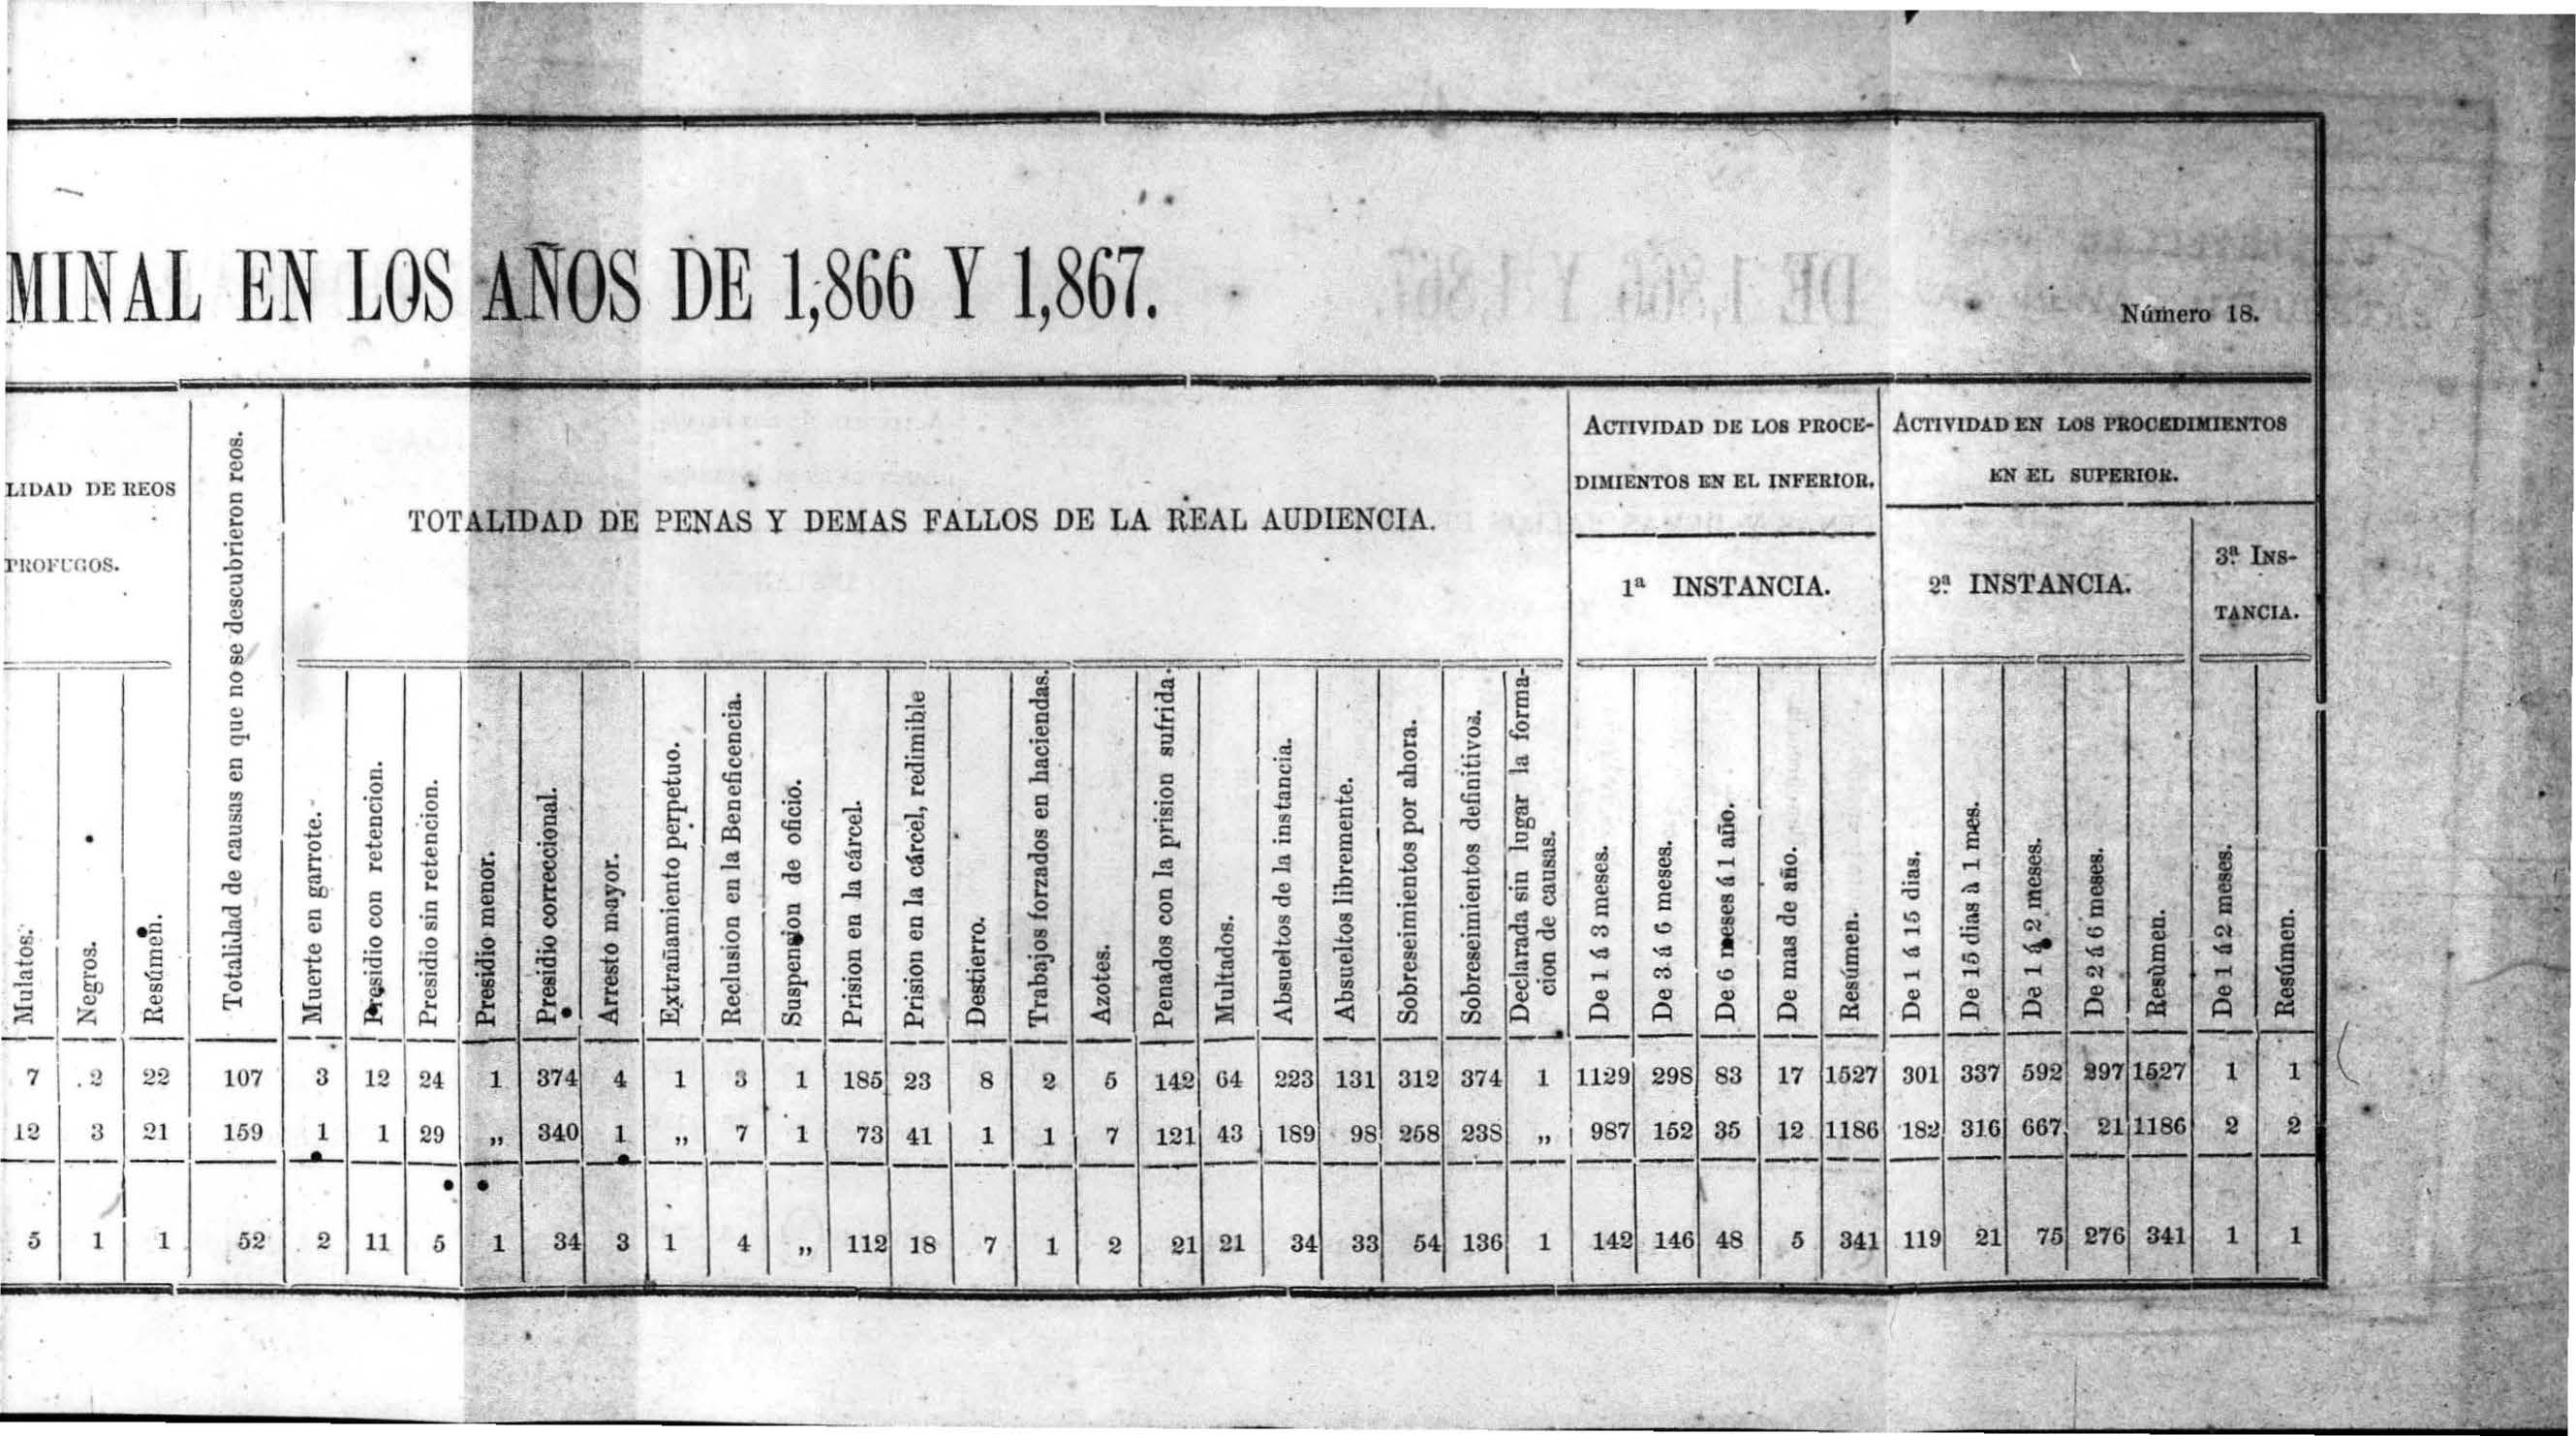 MINAL EN LOS AÑOS DE 1,866 Y 1,867.
Número 18.
LIDAD DE REOS
PROFUGOS.
Mulatos.
Negros.
Resúmen.
Totalidad de causas en que no se descubrieron reos.
TOTALIDAD DE PENAS Y DEMAS FALLOS DE LA REAL AUDIENCIA.
Muerte en garrote.
Presidio con retencion.
Presidio sin retencion.
Presidio menor.
Presidio correccional.
Arresto mayor.
Extrañamiento perpetuo.
Reclusion en la Beneficencia.
Suspension de oficio.
Prision en la cárcel.
Prision en la cárcel, redimible
Destierro.
Trabajos forzados en haciendas.
Azotes.
Penados con la prision sufrida.
Multados.
Absueltos de la instancia.
Absueltos libremente.
Sobreseimientos por ahora.
Sobreseimientos definitivos.
Declarada sin lugar la forma-
cion de causas.
ACTIVIDAD DE LOS PROCE-
DIMIENTOS EN EL INFERIOR.
1ª INSTANCIA.
De 1 á 3 meses.
De 3 á 6 meses.
De 6 meses á 1 año.
De mas de año.
Resúmen.
ACTIVIDAD EN LOS PROCEDIMIENTOS
EN EL SUPERIOR.
2ª INSTANCIA.
De 1 á 15 dias.
De 15 dias à 1 mes.
De 1 á 2 meses.
De 2 á 6 meses.
Resùmen.
3ª INS-
TANCIA.
De 1 á 2 meses.
Resúmen.
7 2 22 107 3 12 24 1 374 4 1 3 1 185 23 8 2 5 142 64 223 131 312 374 1 1129 298 83 17 1527 301 337 592 297 1527 1 1
12 3 21 159 1 1 29 „ 340 1 „ 7 1 73 41 1 1 7 121 43 189 98 258 238 „ 987 152 35 12 1186 182 316 667 21 1186 2 2
5 1 1 52 2 11 5 1 34 3 1 4 „ 112 18 7 1 2 21 21 34 33 54 136 1 142 146 48 5 341 119 21 75 276 341 1 1